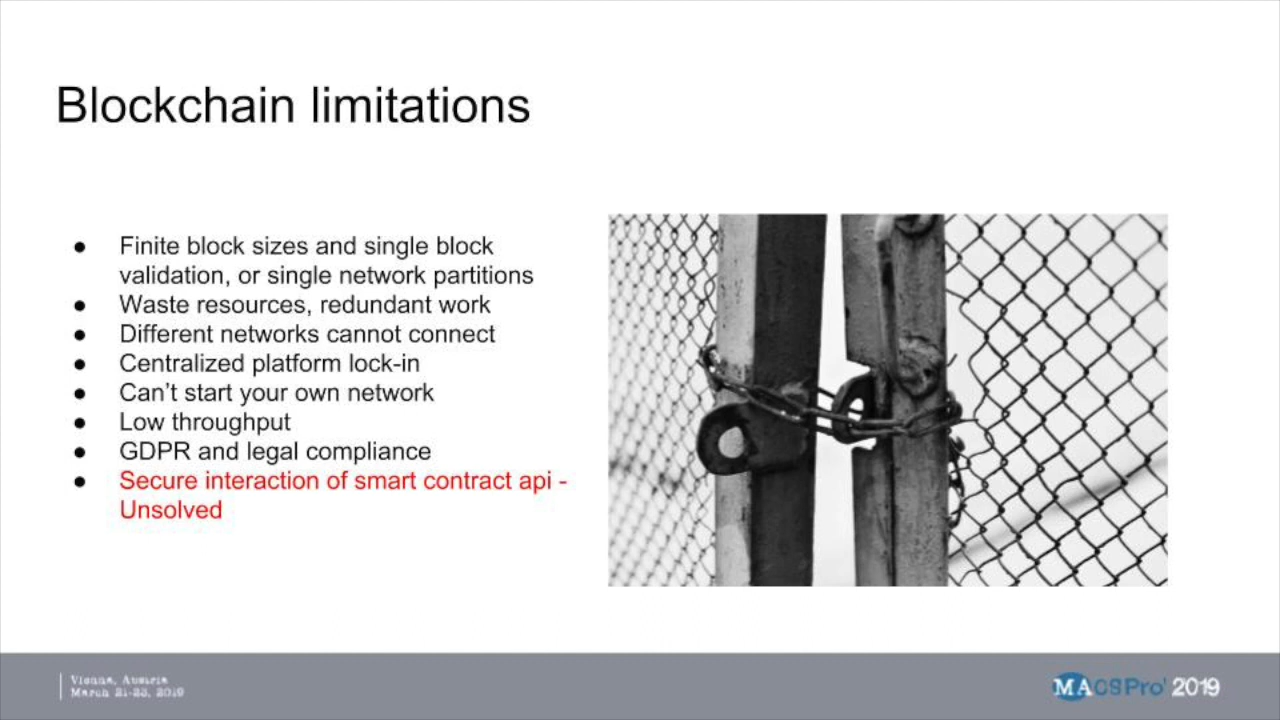 Blockchain limitations
● Finite block sizes and single block
validation, or single network partitions
● Waste resources, redundant work
● Different networks cannot connect
● Centralized platform lock-in
● Can't start your own network
● Low throughput
● GDPR and legal compliance
● Secure interaction of smart contract api -
Unsolved
Vienna, Austria
March 21-23, 2019
MACSPro' 2019